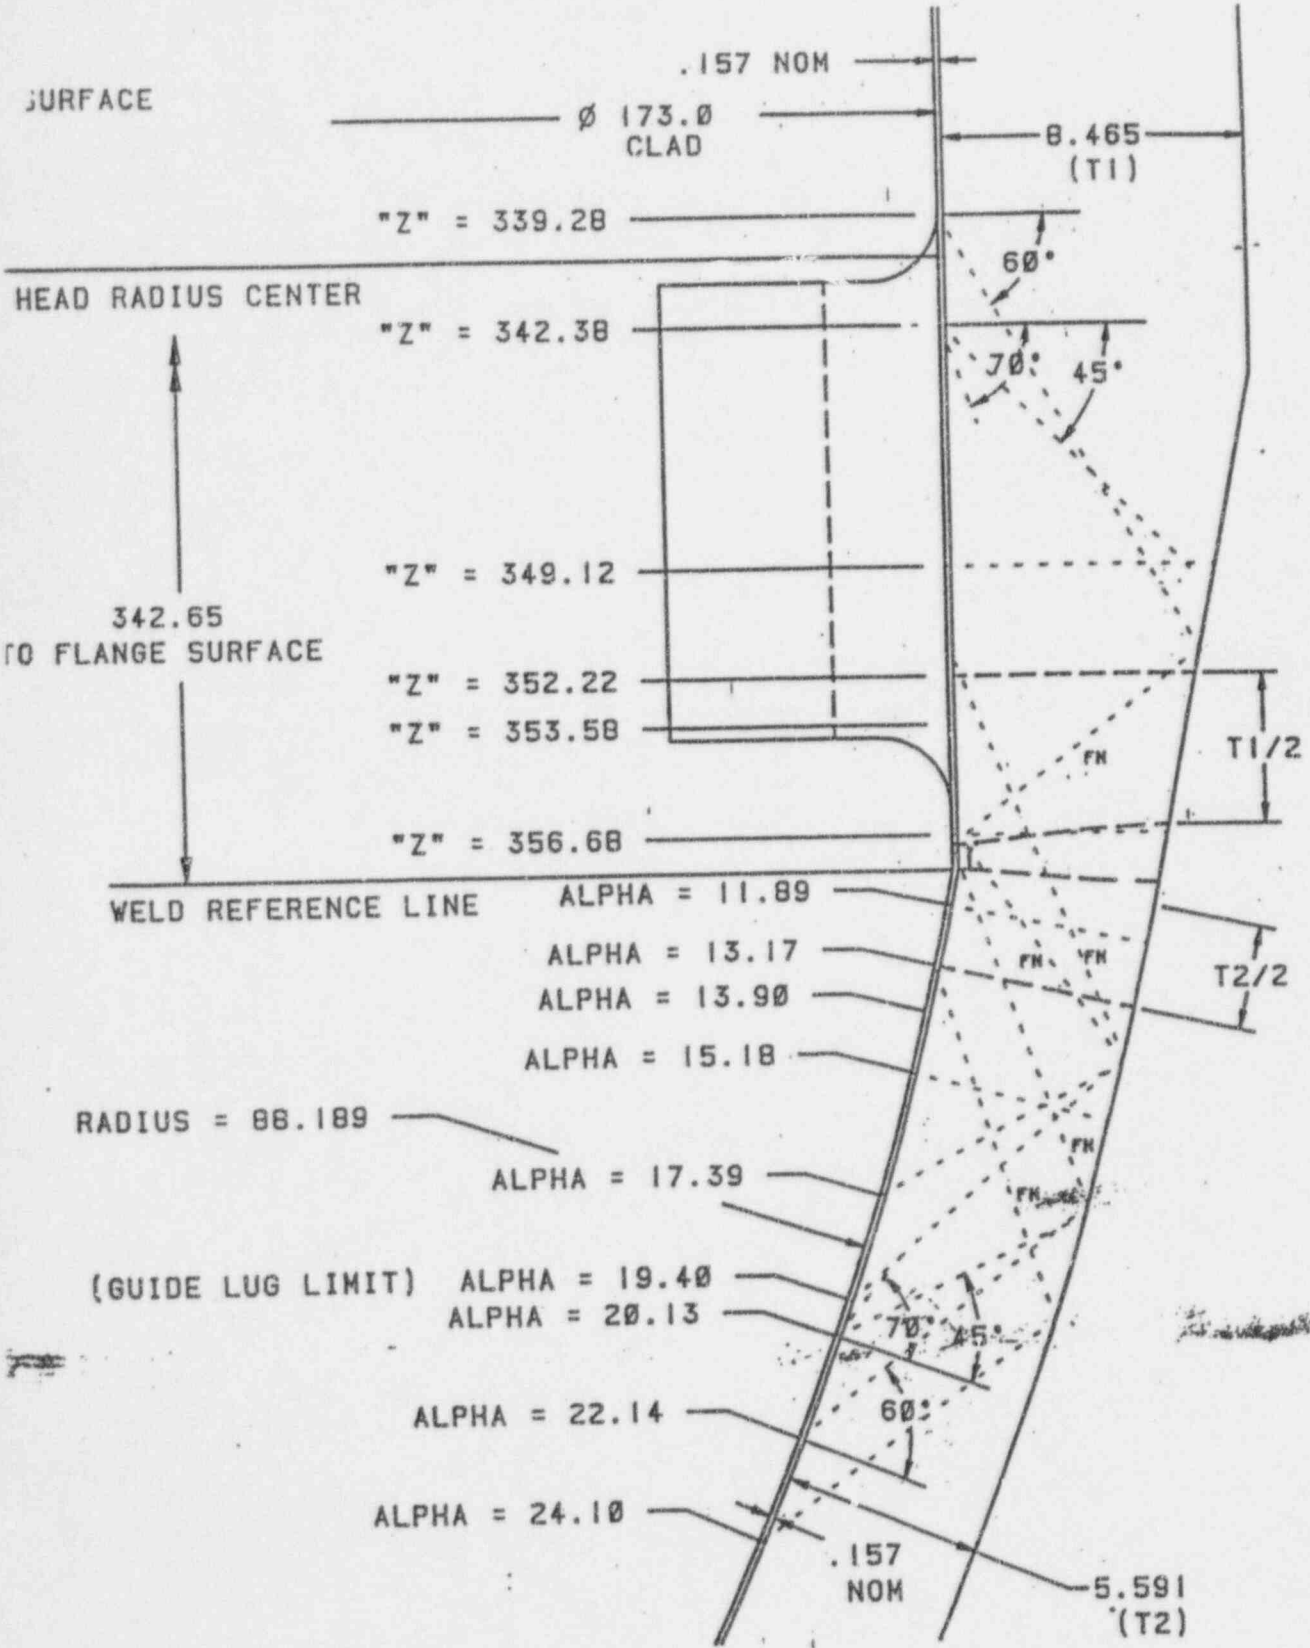 .157 NOM
SURFACE
Ø 173.0
CLAD
8.465
(T1)
"Z" = 339.28
60°
HEAD RADIUS CENTER
"Z" = 342.38
70°
45°
"Z" = 349.12
342.65
TO FLANGE SURFACE
"Z" = 352.22
"Z" = 353.58
FN
T1/2
"Z" = 356.68
ALPHA = 11.89
WELD REFERENCE LINE
ALPHA = 13.17
FN
FN
T2/2
ALPHA = 13.90
ALPHA = 15.18
RADIUS = 88.189
FN
ALPHA = 17.39
FN
(GUIDE LUG LIMIT) ALPHA = 19.40
ALPHA = 20.13
70°
45°
ALPHA = 22.14
60°
ALPHA = 24.10
.157
NOM
5.591
(T2)